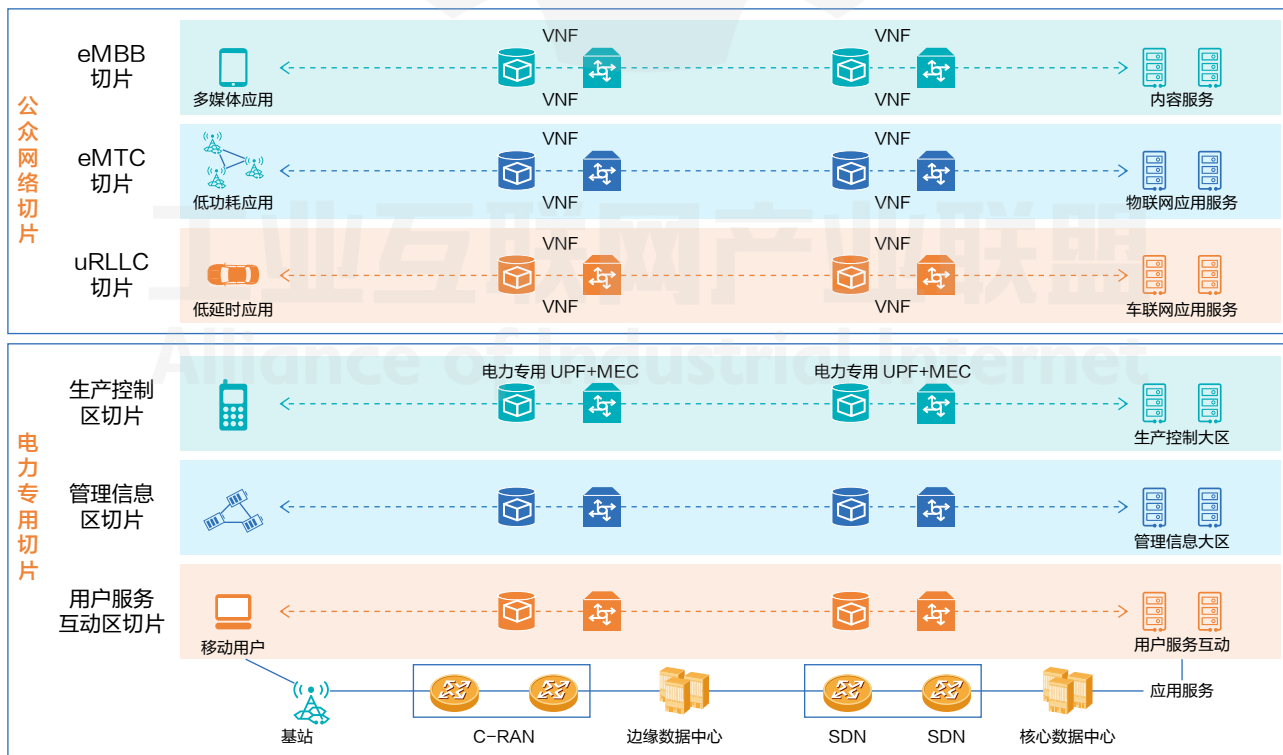 公众网络切片
eMBB
切片
多媒体应用
VNF
VNF
VNF
VNF
内容服务
eMTC
切片
低功耗应用
VNF
VNF
VNF
VNF
物联网应用服务
uRLLC
切片
低延时应用
VNF
VNF
VNF
VNF
车联网应用服务
工业互联网产业联盟
Alliance of Industrial Internet
电力专用切片
生产控制
区切片
电力专用 UPF+MEC
电力专用 UPF+MEC
生产控制大区
管理信息
区切片
管理信息大区
用户服务
互动区切片
移动用户
用户服务互动
基站
C-RAN
边缘数据中心
SDN
SDN
核心数据中心
应用服务